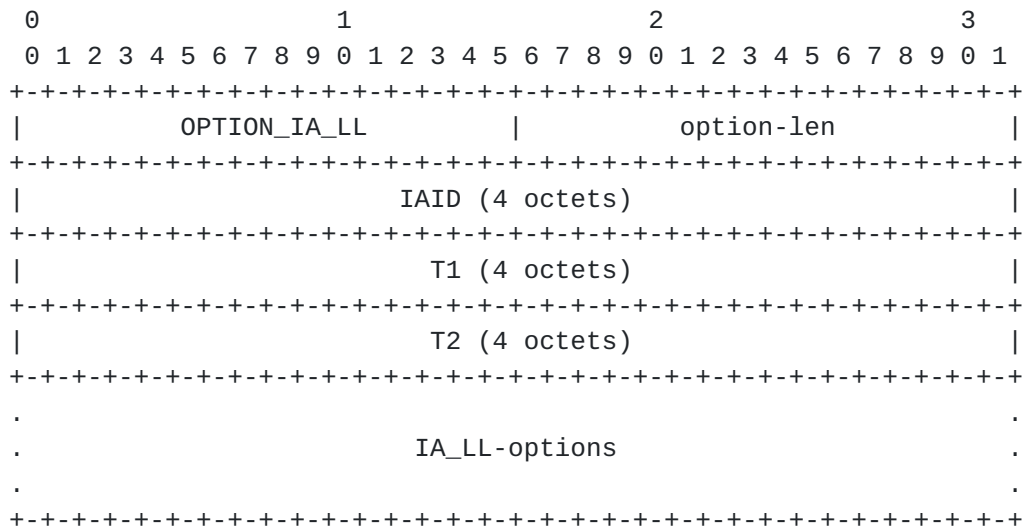 0                   1                   2                   3
 0 1 2 3 4 5 6 7 8 9 0 1 2 3 4 5 6 7 8 9 0 1 2 3 4 5 6 7 8 9 0 1
+-+-+-+-+-+-+-+-+-+-+-+-+-+-+-+-+-+-+-+-+-+-+-+-+-+-+-+-+-+-+-+-+
|          OPTION_IA_LL         |          option-len           |
+-+-+-+-+-+-+-+-+-+-+-+-+-+-+-+-+-+-+-+-+-+-+-+-+-+-+-+-+-+-+-+-+
|                        IAID (4 octets)                        |
+-+-+-+-+-+-+-+-+-+-+-+-+-+-+-+-+-+-+-+-+-+-+-+-+-+-+-+-+-+-+-+-+
|                          T1 (4 octets)                        |
+-+-+-+-+-+-+-+-+-+-+-+-+-+-+-+-+-+-+-+-+-+-+-+-+-+-+-+-+-+-+-+-+
|                          T2 (4 octets)                        |
+-+-+-+-+-+-+-+-+-+-+-+-+-+-+-+-+-+-+-+-+-+-+-+-+-+-+-+-+-+-+-+-+
.                                                               .
.                         IA_LL-options                         .
.                                                               .
+-+-+-+-+-+-+-+-+-+-+-+-+-+-+-+-+-+-+-+-+-+-+-+-+-+-+-+-+-+-+-+-+